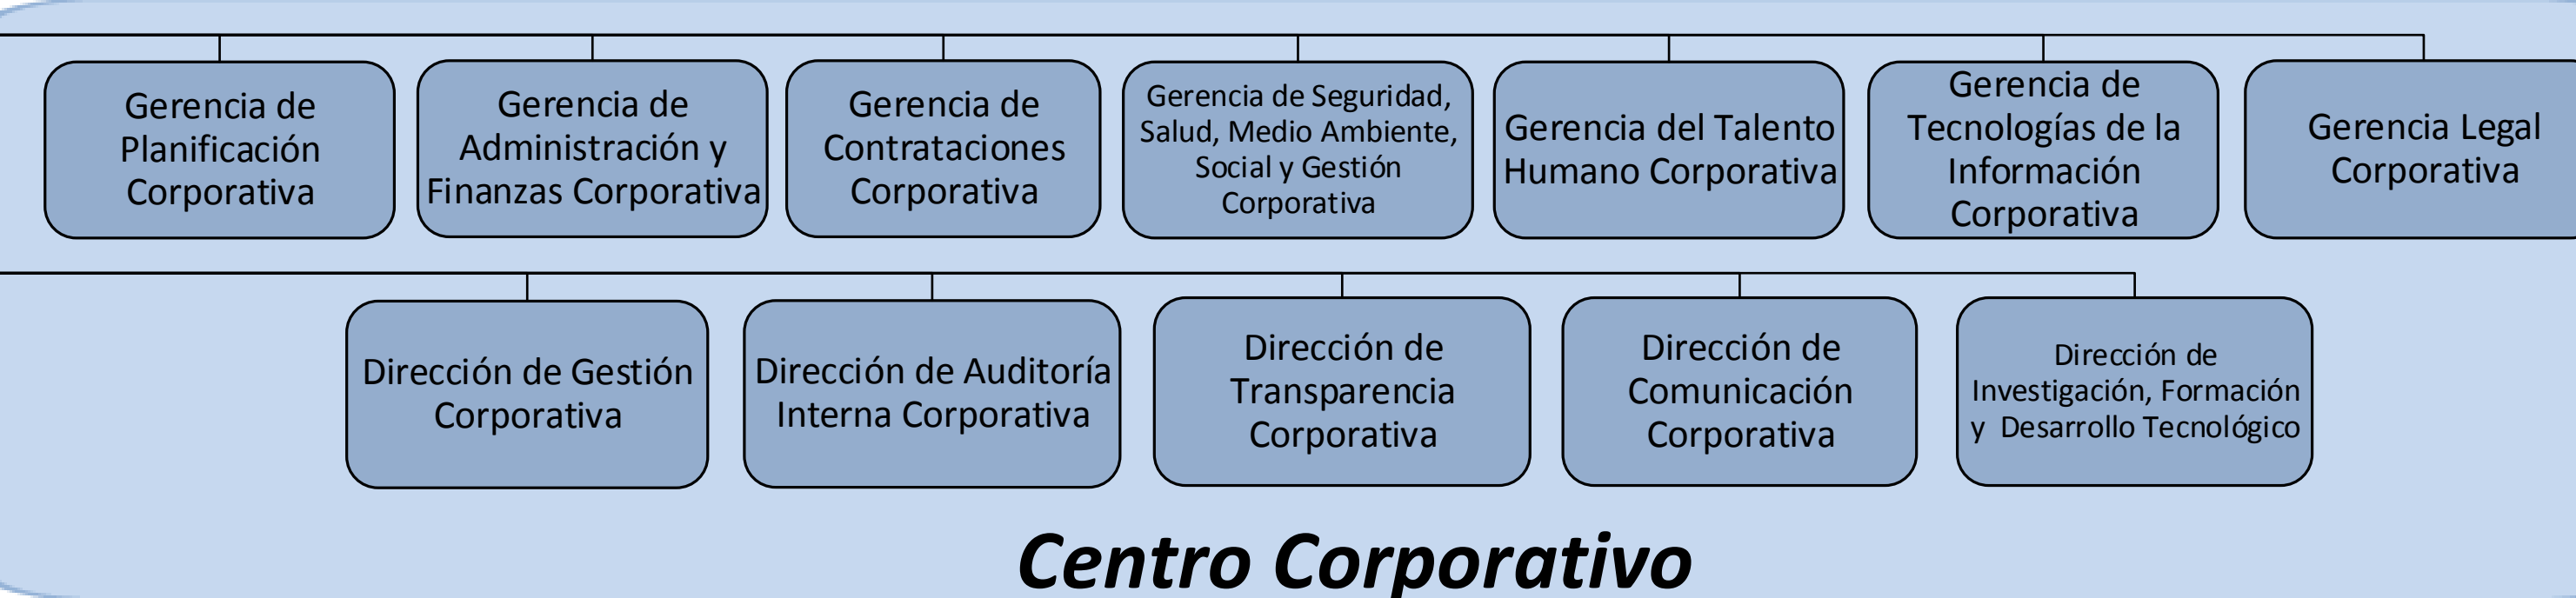 Gerencia de
Planificación
Corporativa
Gerencia de
Administración y
Finanzas Corporativa
Gerencia de
Contrataciones
Corporativa
Gerencia de Seguridad,
Salud, Medio Ambiente,
Social y Gestión
Corporativa
Gerencia del Talento
Humano Corporativa
Gerencia de
Tecnologías de la
Información
Corporativa
Gerencia Legal
Corporativa
Dirección de Gestión
Corporativa
Dirección de Auditoría
Interna Corporativa
Dirección de
Transparencia
Corporativa
Dirección de
Comunicación
Corporativa
Dirección de
Investigación, Formación
y Desarrollo Tecnológico
Centro Corporativo